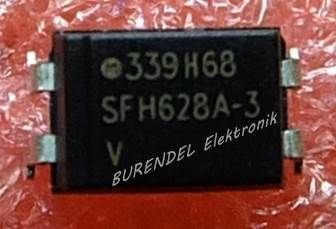 339H68
SFH628A-3
V
BURENDEL Elektronik